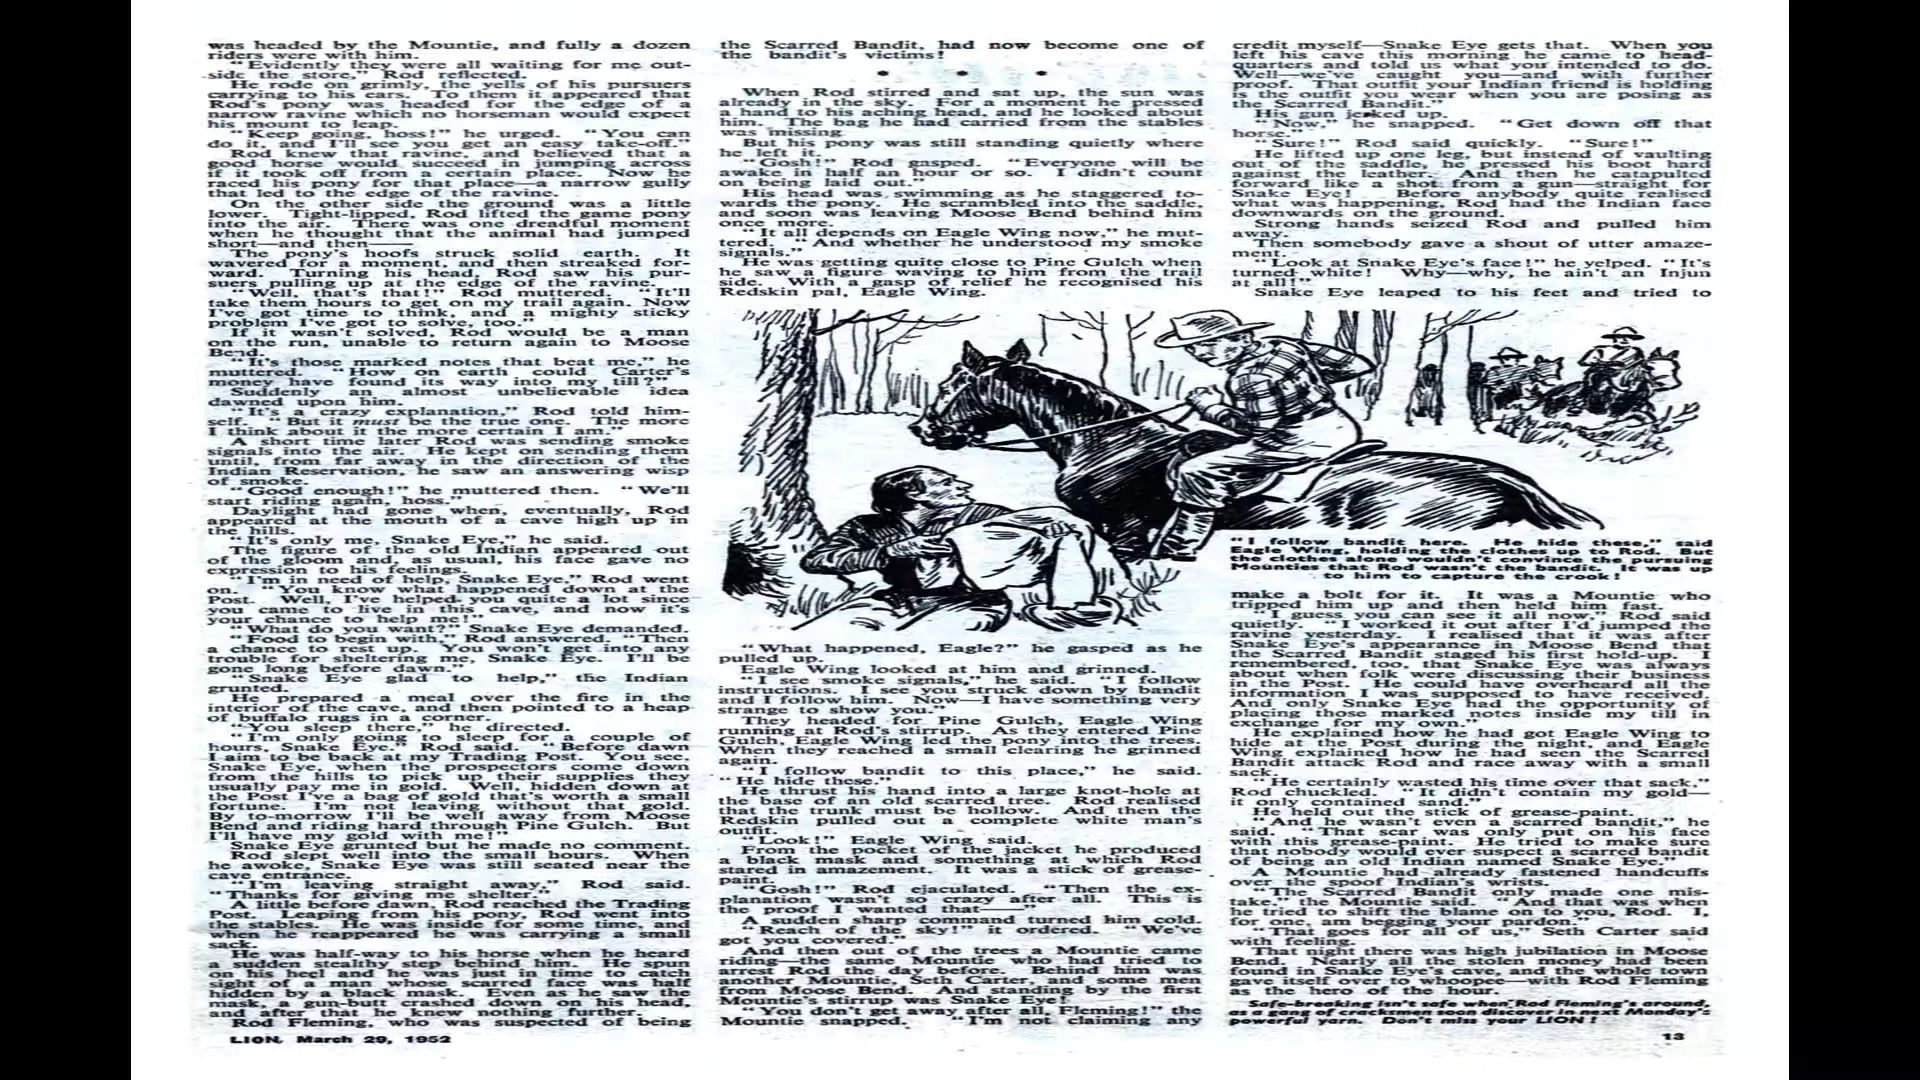 was headed by the Mountie, and fully a dozen
riders were with him.
"Evidently they were all waiting for me out-
side the store," Rod reflected.
He rode on grimly, the yells of his pursuers
carrying to his ears. To them it appeared that
Rod's pony was headed for the edge of a
narrow ravine which no horseman would expect
his mount to leap.
"Keep going, hoss!" he urged. "You can
do it, and I'll see you get an easy take-off."
Rod knew that ravine, and believed that a
good horse would succeed in jumping across
if it took off from a certain place. Now he
raced his pony for that place—a narrow gully
that led to the edge of the ravine.
On the other side the ground was a little
lower. Tight-lipped, Rod lifted the game pony
into the air. There was one dreadful moment
when he thought that the animal had jumped
short—and then——
The pony's hoofs struck solid earth. It
wavered for a moment, and then streaked for-
ward. Turning his head, Rod saw his pur-
suers pulling up at the edge of the ravine.
"Well, that's that!" Rod muttered. "It'll
take them hours to get on my trail again. Now
I've got time to think, and a mighty sticky
problem I've got to solve, too."
If it wasn't solved, Rod would be a man
on the run, unable to return again to Moose
Bend.
"It's those marked notes that beat me," he
muttered. "How on earth could Carter's
money have found its way into my till?"
Suddenly an almost unbelievable idea
dawned upon him.
"It's a crazy explanation," Rod told him-
self. "But it must be the true one. The more
I think about it the more certain I am."
A short time later Rod was sending smoke
signals into the air. He kept on sending them
until, from far away in the direction of the
Indian Reservation, he saw an answering wisp
of smoke.
"Good enough!" he muttered then. "We'll
start riding again, hoss."
Daylight had gone when, eventually, Rod
appeared at the mouth of a cave high up in
the hills.
"It's only me, Snake Eye," he said.
The figure of the old Indian appeared out
of the gloom and, as usual, his face gave no
expression to his feelings.
"I'm in need of help, Snake Eye," Rod went
on. "You know what happened down at the
Post. Well, I've helped you quite a lot since
you came to live in this cave, and now it's
your chance to help me!"
"What do you want?" Snake Eye demanded.
"Food to begin with," Rod answered. "Then
a chance to rest up. You won't get into any
trouble for sheltering me, Snake Eye. I'll be
gone long before dawn."
"Snake Eye glad to help," the Indian
grunted.
He prepared a meal over the fire in the
interior of the cave, and then pointed to a heap
of buffalo rugs in a corner.
"You sleep there," he directed.
"I'm only going to sleep for a couple of
hours, Snake Eye," Rod said. "Before dawn
I aim to be back at my Trading Post. You see,
Snake Eye, when the prospectors come down
from the hills to pick up their supplies they
usually pay me in gold. Well, hidden down at
the Post I've a bag of gold that's worth a small
fortune. I'm not leaving without that gold.
By to-morrow I'll be well away from Moose
Bend and riding hard through Pine Gulch. But
I'll have my gold with me!"
Snake Eye grunted but he made no comment.
Rod slept well into the small hours. When
he awoke, Snake Eye was still seated near the
cave entrance.
"I'm leaving straight away," Rod said.
"Thanks for giving me shelter."
A little before dawn, Rod reached the Trading
Post. Leaping from his pony, Rod went into
the stables. He was inside for some time, and
when he reappeared he was carrying a small
sack.
He was half-way to his horse when he heard
a sudden stealthy step behind him. He spun
on his heel and he was just in time to catch
sight of a man whose scarred face was half
hidden by a black mask. Even as he saw the
mask, a gun-butt crashed down on his head,
and after that he knew nothing further.
Rod Fleming, who was suspected of being
the Scarred Bandit, had now become one of
the bandit's victims!
• • •
When Rod stirred and sat up, the sun was
already in the sky. For a moment he pressed
a hand to his aching head, and he looked about
him. The bag he had carried from the stables
was missing
But his pony was still standing quietly where
he left it.
"Gosh!" Rod gasped. "Everyone will be
awake in half an hour or so. I didn't count
on being laid out."
His head was swimming as he staggered to-
wards the pony. He scrambled into the saddle,
and soon was leaving Moose Bend behind him
once more.
"It all depends on Eagle Wing now," he mut-
tered. "And whether he understood my smoke
signals."
He was getting quite close to Pine Gulch when
he saw a figure waving to him from the trail
side. With a gasp of relief he recognised his
Redskin pal, Eagle Wing.
"What happened, Eagle?" he gasped as he
pulled up.
Eagle Wing looked at him and grinned.
"I see smoke signals," he said. "I follow
instructions. I see you struck down by bandit
and I follow him. Now—I have something very
strange to show you."
They headed for Pine Gulch, Eagle Wing
running at Rod's stirrup. As they entered Pine
Gulch, Eagle Wing led the pony into the trees.
When they reached a small clearing he grinned
again.
"I follow bandit to this place," he said.
"He hide these."
He thrust his hand into a large knot-hole at
the base of an old scarred tree. Rod realised
that the trunk must be hollow. And then the
Redskin pulled out a complete white man's
outfit.
"Look!" Eagle Wing said.
From the pocket of the jacket he produced
a black mask and something at which Rod
stared in amazement. It was a stick of grease-
paint.
"Gosh!" Rod ejaculated. "Then the ex-
planation wasn't so crazy after all. This is
the proof I wanted that——"
A sudden sharp command turned him cold.
"Reach of the sky!" it ordered. "We've
got you covered."
And then out of the trees a Mountie came
riding—the same Mountie who had tried to
arrest Rod the day before. Behind him was
another Mountie, Seth Carter, and some men
from Moose Bend. And standing by the first
Mountie's stirrup was Snake Eye!
"You don't get away after all, Fleming!" the
Mountie snapped. "I'm not claiming any
credit myself—Snake Eye gets that. When you
left his cave this morning he came to head-
quarters and told us what you intended to do.
Well—we've caught you—and with further
proof. That outfit your Indian friend is holding
is the outfit you wear when you are posing as
the Scarred Bandit."
His gun jerked up.
"Now," he snapped. "Get down off that
horse."
"Sure!" Rod said quickly. "Sure!"
He lifted up one leg, but instead of vaulting
out of the saddle, he pressed his boot hard
against the leather. And then he catapulted
forward like a shot from a gun—straight for
Snake Eye! Before anybody quite realised
what was happening, Rod had the Indian face
downwards on the ground.
Strong hands seized Rod and pulled him
away.
Then somebody gave a shout of utter amaze-
ment.
"Look at Snake Eye's face!" he yelped. "It's
turned white! Why—why, he ain't an Injun
at all!"
Snake Eye leaped to his feet and tried to
"I follow bandit here. He hide these," said
Eagle Wing, holding the clothes up to Rod. But
the clothes alone wouldn't convince the pursuing
Mounties that Rod wasn't the bandit. It was up
to him to capture the crook!
make a bolt for it. It was a Mountie who
tripped him up and then held him fast.
"I guess you can see it all now," Rod said
quietly. "I worked it out after I'd jumped the
ravine yesterday. I realised that it was after
Snake Eye's appearance in Moose Bend that
the Scarred Bandit staged his first hold-up. I
remembered, too, that Snake Eye was always
about when folk were discussing their business
in the Post. He could have overheard all the
information I was supposed to have received.
And only Snake Eye had the opportunity of
placing those marked notes inside my till in
exchange for my own."
He explained how he had got Eagle Wing to
hide at the Post during the night, and Eagle
Wing explained how he had seen the Scarred
Bandit attack Rod and race away with a small
sack.
"He certainly wasted his time over that sack,"
Rod chuckled. "It didn't contain my gold—
it only contained sand."
He held out the stick of grease-paint.
"And he wasn't even a scarred bandit," he
said. "That scar was only put on his face
with this grease-paint. He tried to make sure
that nobody would ever suspect a scarred bandit
of being an old Indian named Snake Eye."
A Mountie had already fastened handcuffs
over the spoof Indian's wrists.
"The Scarred Bandit only made one mis-
take," the Mountie said. "And that was when
he tried to shift the blame on to you, Rod. I,
for one, am begging your pardon."
"That goes for all of us," Seth Carter said
with feeling.
That night there was high jubilation in Moose
Bend. Nearly all the stolen money had been
found in Snake Eye's cave, and the whole town
gave itself over to whoopee—with Rod Fleming
as the hero of the hour.
Safe-breaking isn't safe when Rod Fleming's around,
as a gang of cracksmen soon discover in next Monday's
powerful yarn. Don't miss your LION!
LION, March 29, 1952
13